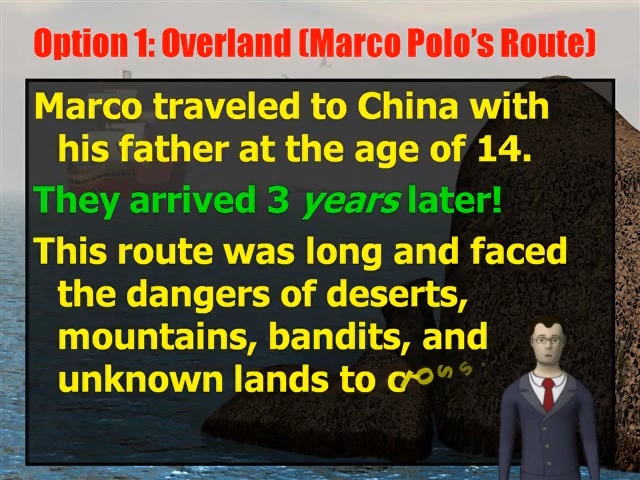 Option 1: Overland (Marco Polo's Route)
Marco traveled to China with
his father at the age of 14.
They arrived 3 years later!
This route was long and faced
the dangers of deserts,
mountains, bandits, and
unknown lands to cross.